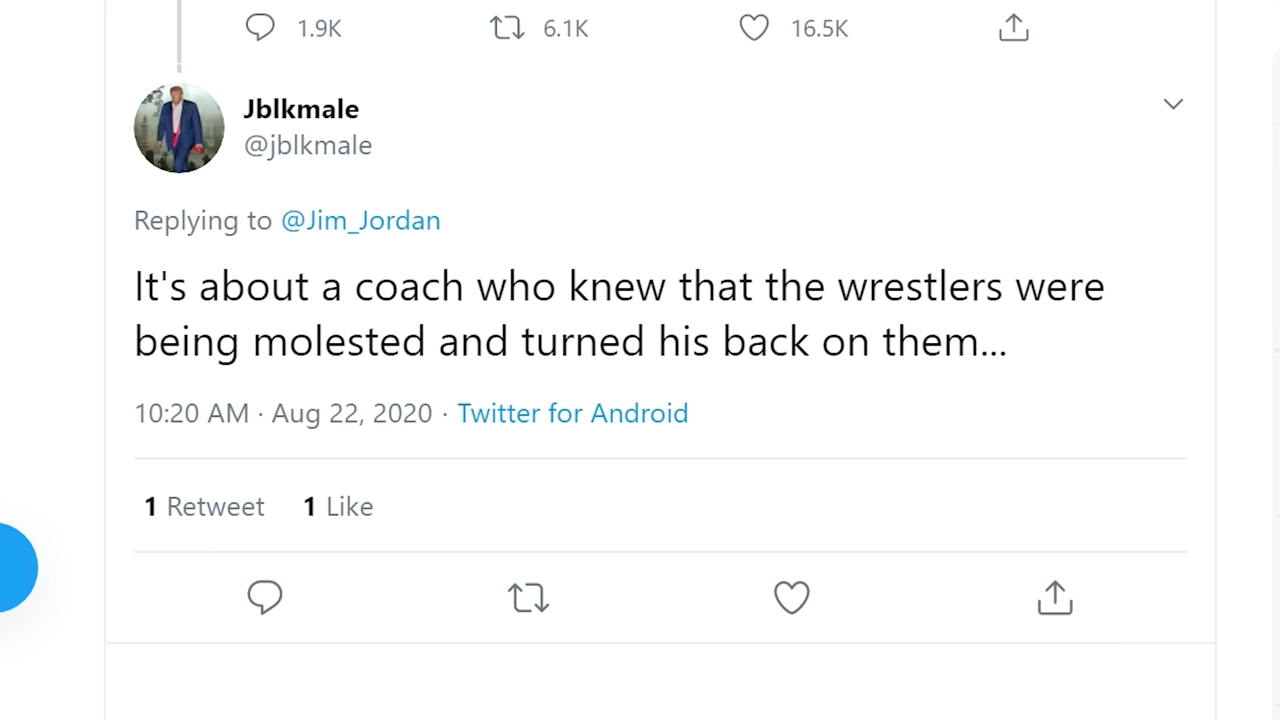 1.9K 6.1K 16.5K
Jblkmale
@jblkmale
Replying to @Jim_Jordan
It's about a coach who knew that the wrestlers were
being molested and turned his back on them...
10:20 AM · Aug 22, 2020 · Twitter for Android
1 Retweet 1 Like